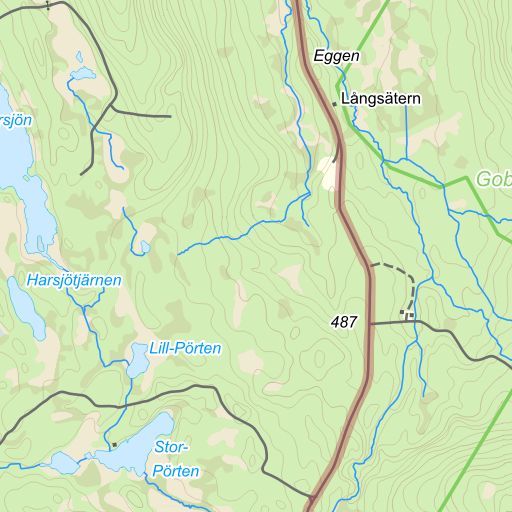 Eggen
Långsätern
rsjön
Gob
Harsjötjärnen
487
Lill-Pörten
Stor-
Pörten